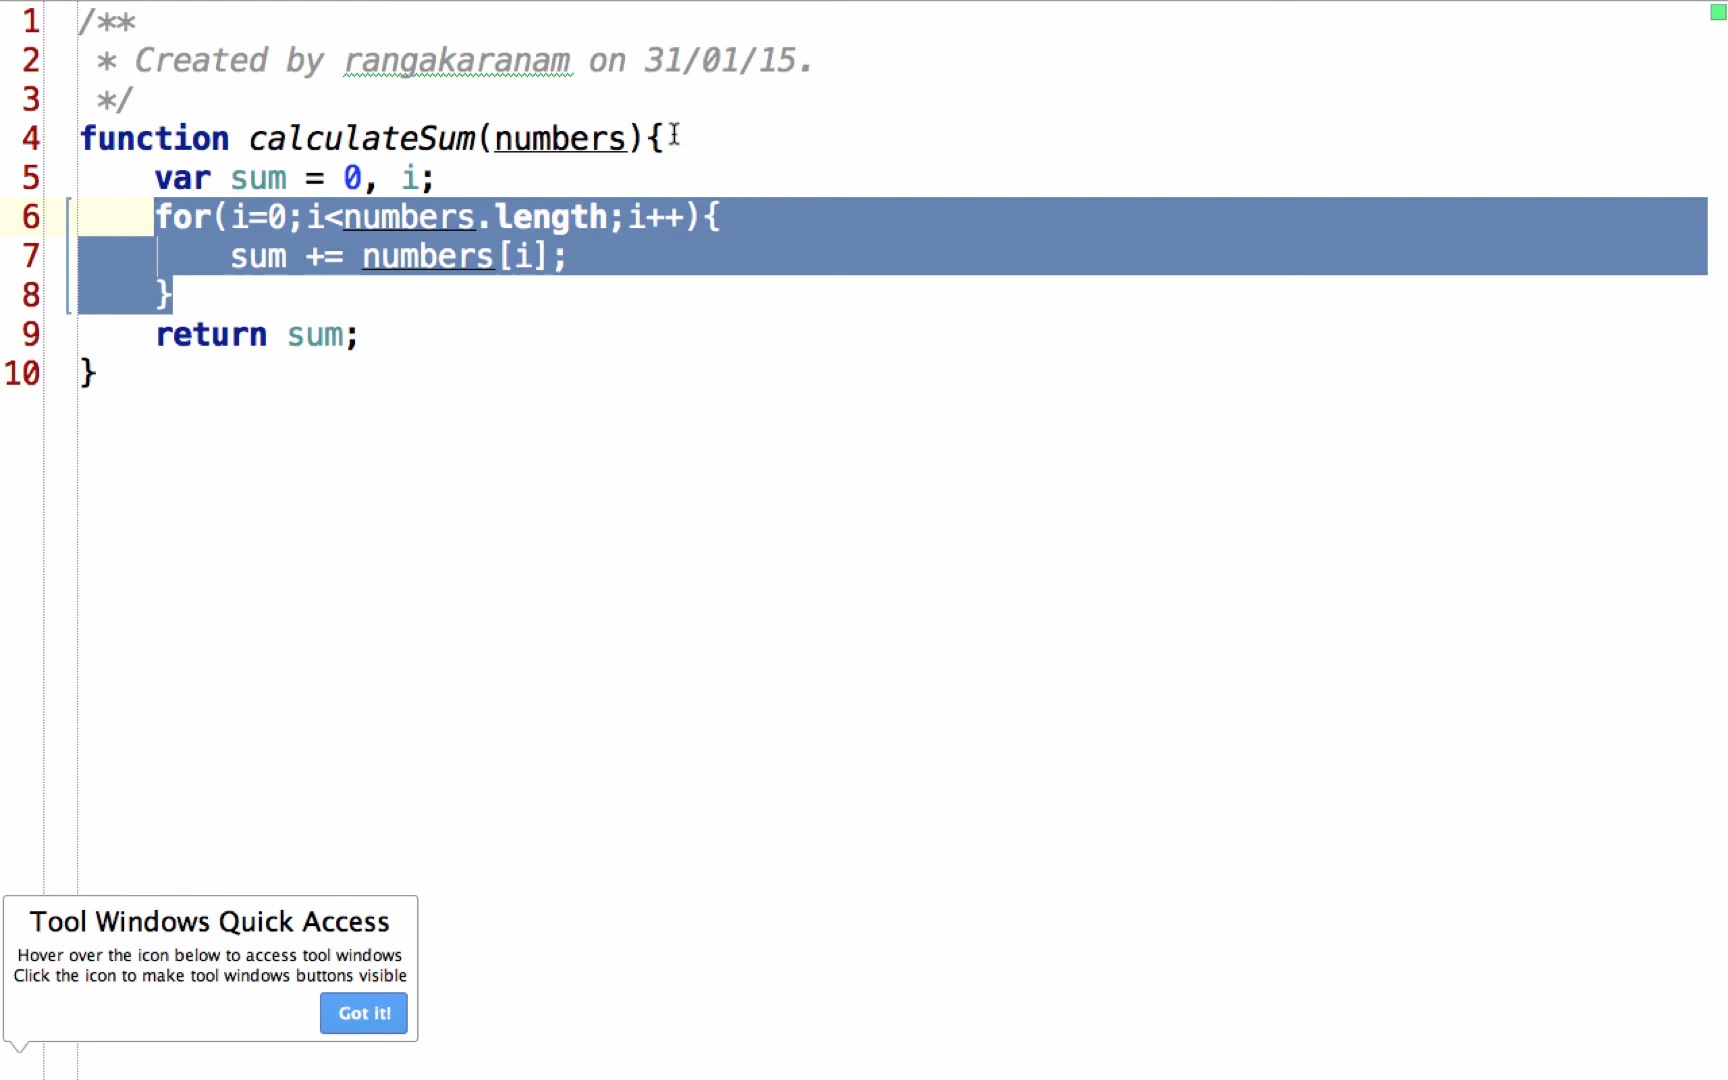 1 /**
2  * Created by rangakaranam on 31/01/15.
3  */
4 function calculateSum(numbers){
5     var sum = 0, i;
6     for(i=0;i<numbers.length;i++){
7         sum += numbers[i];
8     }
9     return sum;
10 }
Tool Windows Quick Access
Hover over the icon below to access tool windows
Click the icon to make tool windows buttons visible
Got it!